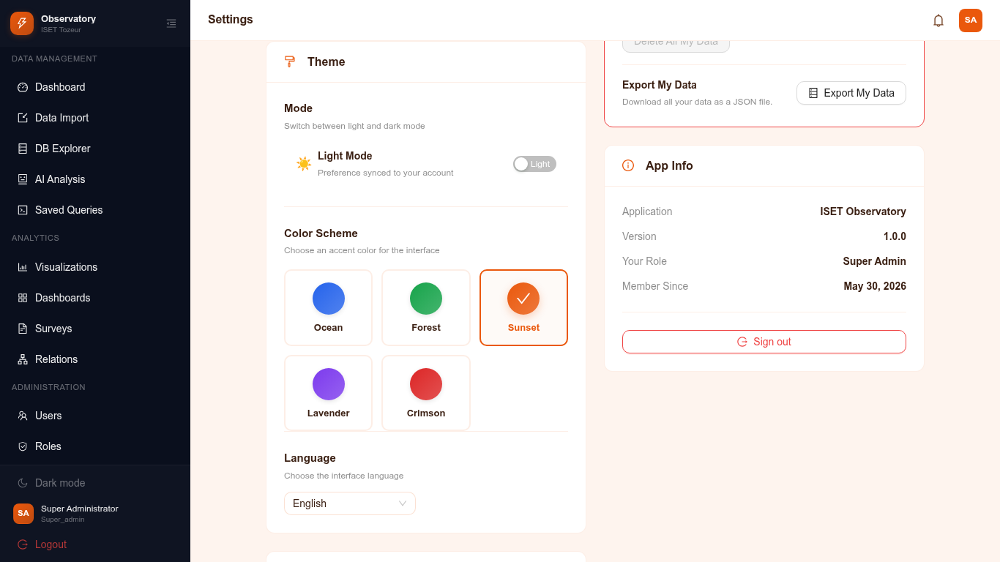 Observatory
ISET Tozeur
DATA MANAGEMENT
Dashboard
Data Import
DB Explorer
AI Analysis
Saved Queries
ANALYTICS
Visualizations
Dashboards
Surveys
Relations
ADMINISTRATION
Users
Roles
Dark mode
SA
Super Administrator
Super_admin
Logout
Settings
SA
Theme
Mode
Switch between light and dark mode
Light Mode
Preference synced to your account
Light
Color Scheme
Choose an accent color for the interface
Ocean
Forest
Sunset
Lavender
Crimson
Language
Choose the interface language
English
Delete All My Data
Export My Data
Download all your data as a JSON file.
Export My Data
App Info
Application
ISET Observatory
Version
1.0.0
Your Role
Super Admin
Member Since
May 30, 2026
Sign out